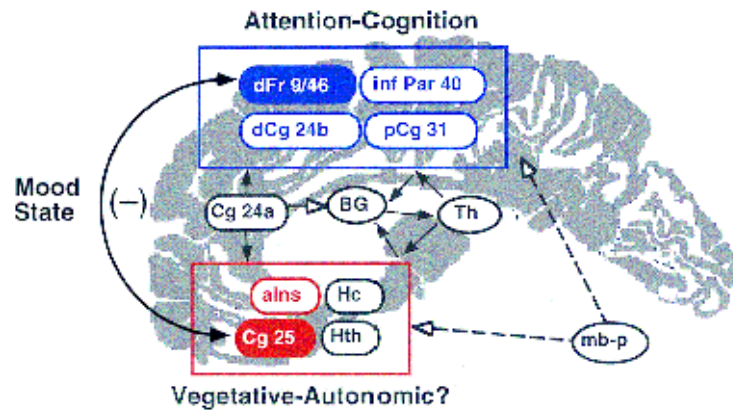 Attention-Cognition
dFr 9/46
inf Par 40
dCg 24b
pCg 31
Mood
State
(–)
Cg 24a
BG
Th
aIns
Hc
Cg 25
Hth
mb-p
Vegetative-Autonomic?